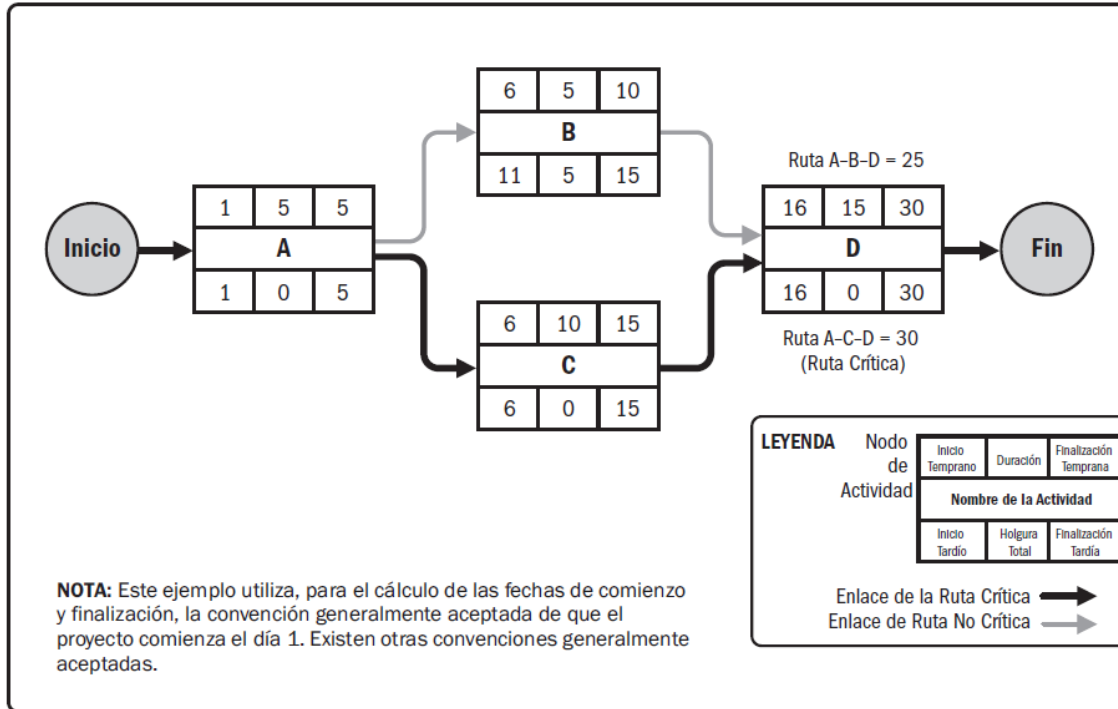 6 5 10
B
11 5 15
Ruta A–B–D = 25
Inicio
1 5 5
A
1 0 5
16 15 30
D
16 0 30
Fin
6 10 15
C
6 0 15
Ruta A–C–D = 30
(Ruta Crítica)
LEYENDA Nodo
de
Actividad
Inicio
Temprano
Duración
Finalización
Temprana
Nombre de la Actividad
Inicio
Tardío
Holgura
Total
Finalización
Tardía
Enlace de la Ruta Crítica
Enlace de Ruta No Crítica
NOTA: Este ejemplo utiliza, para el cálculo de las fechas de comienzo
y finalización, la convención generalmente aceptada de que el
proyecto comienza el día 1. Existen otras convenciones generalmente
aceptadas.